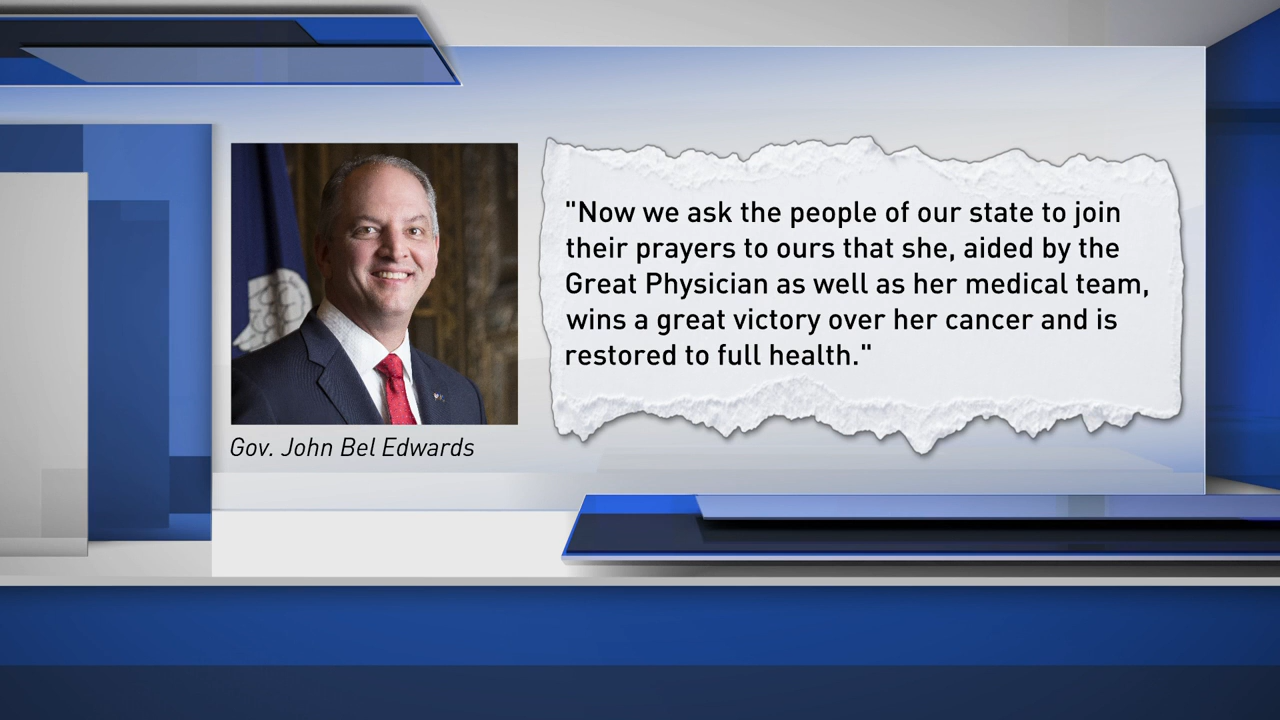 "Now we ask the people of our state to join
their prayers to ours that she, aided by the
Great Physician as well as her medical team,
wins a great victory over her cancer and is
restored to full health."
Gov. John Bel Edwards